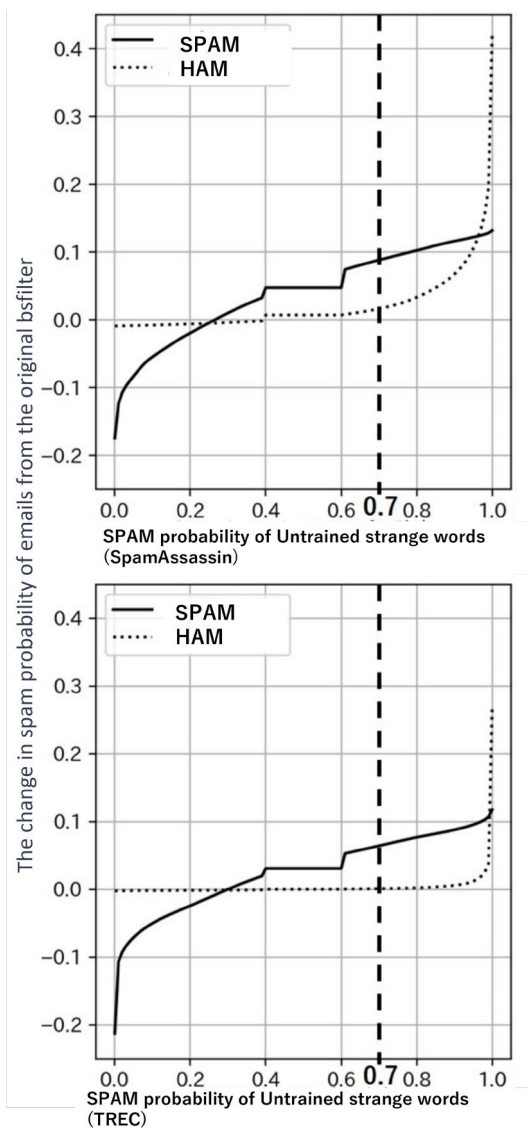 The change in spam probability of emails from the original bsfilter
SPAM
HAM
0.4
0.3
0.2
0.1
0.0
−0.1
−0.2
0.0 0.2 0.4 0.6 0.7 0.8 1.0
SPAM probability of Untrained strange words
(SpamAssassin)
SPAM
HAM
0.4
0.3
0.2
0.1
0.0
−0.1
−0.2
0.0 0.2 0.4 0.6 0.7 0.8 1.0
SPAM probability of Untrained strange words
(TREC)